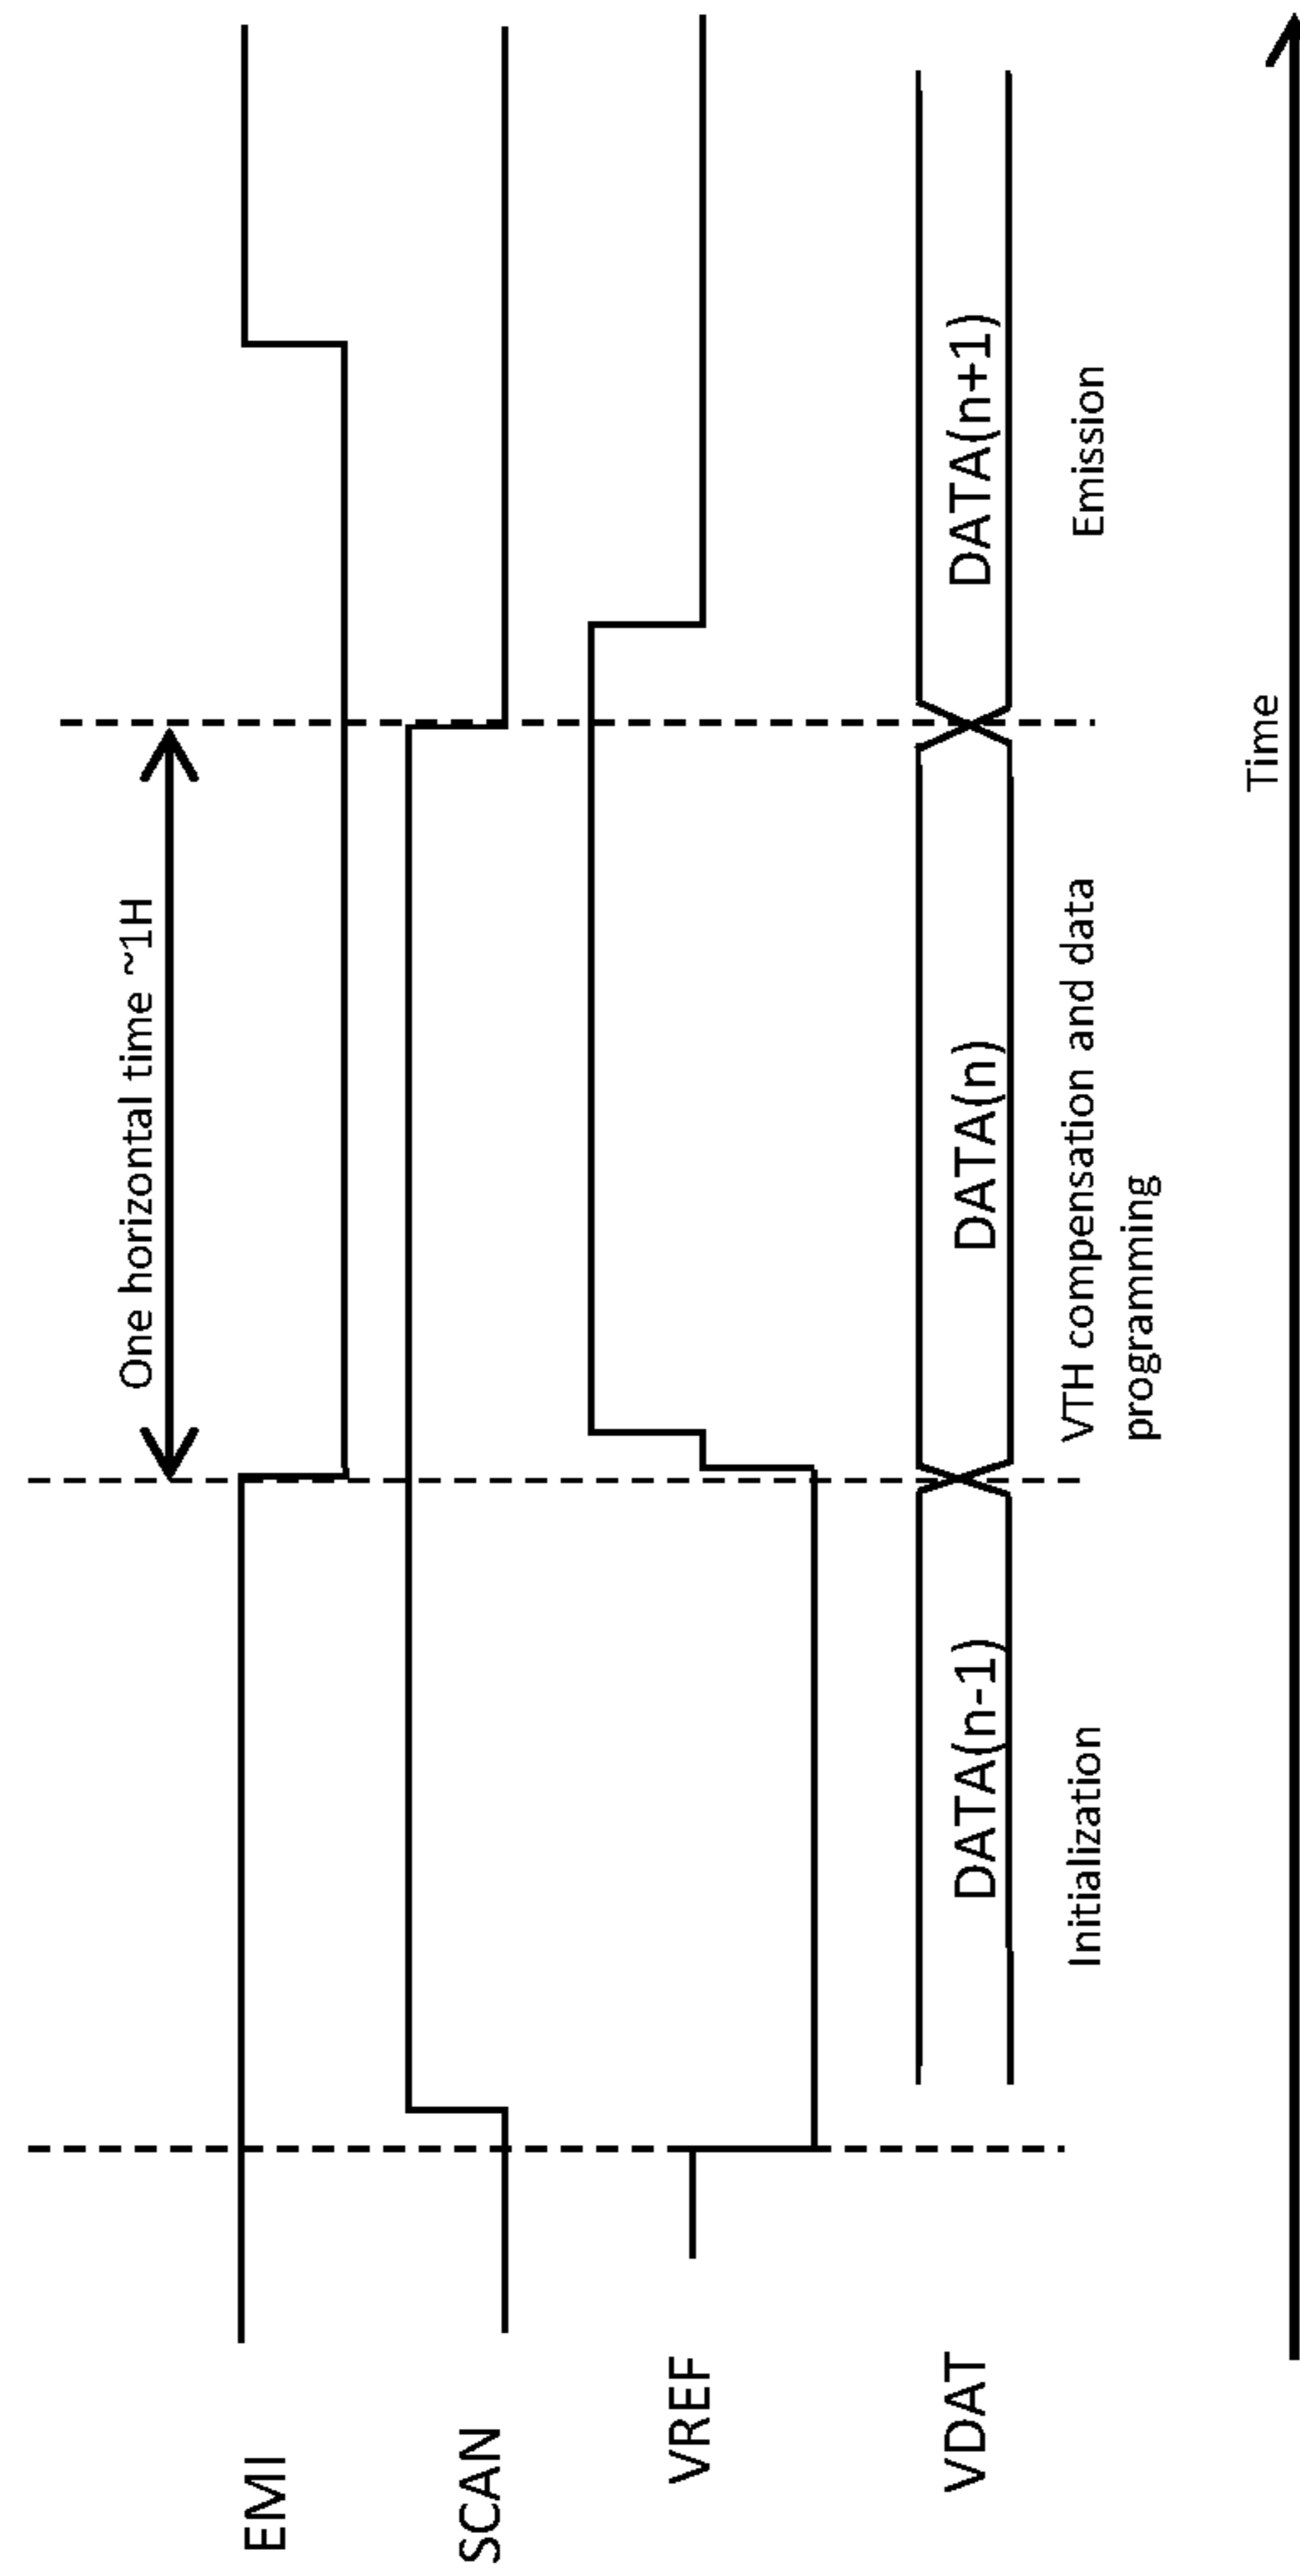 One horizontal time ~1H
EMI
SCAN
VREF
VDAT
DATA(n-1)
DATA(n)
DATA(n+1)
Initialization
VTH compensation and data
programming
Emission
Time